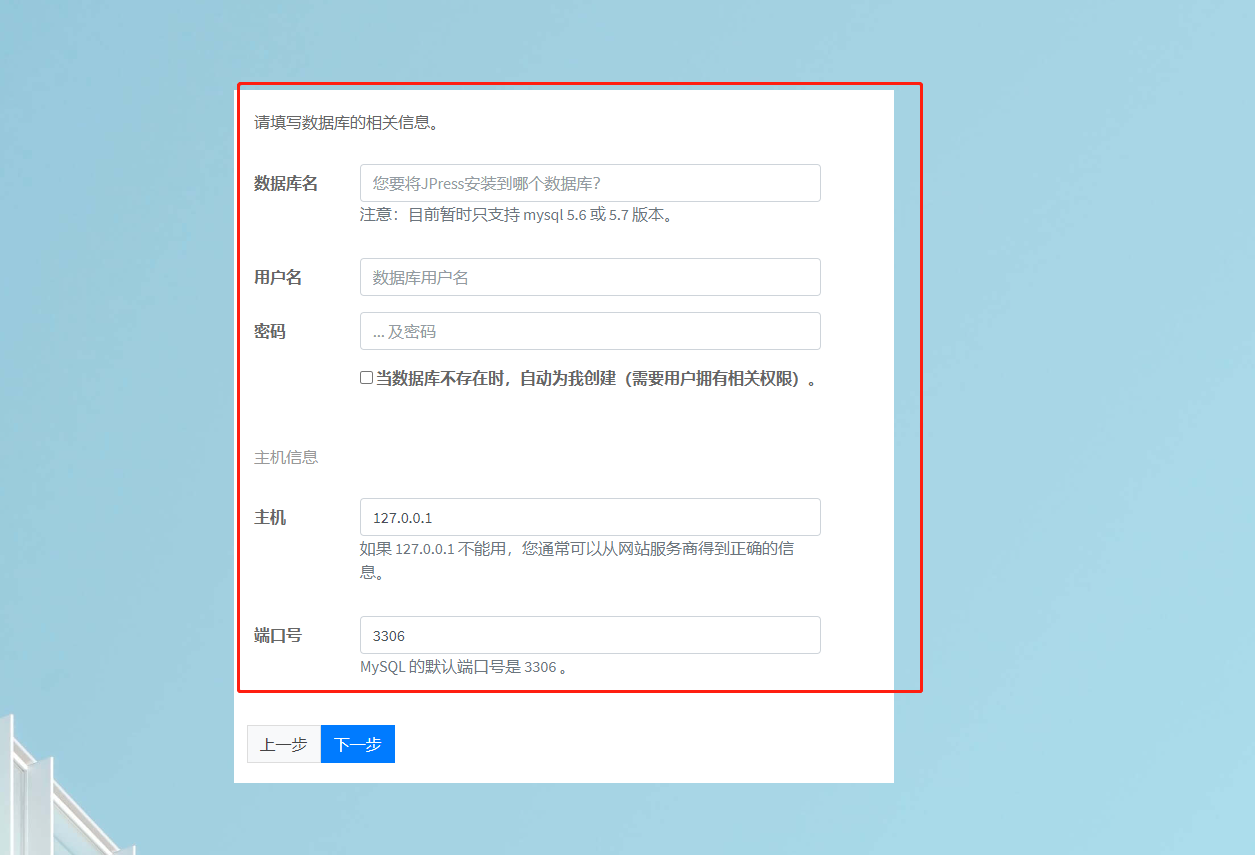 请填写数据库的相关信息。
数据库名
您要将JPress安装到哪个数据库?
注意：目前暂时只支持 mysql 5.6 或 5.7 版本。
用户名
数据库用户名
密码
... 及密码
当数据库不存在时，自动为我创建（需要用户拥有相关权限）。
主机信息
主机
127.0.0.1
如果 127.0.0.1 不能用，您通常可以从网站服务商得到正确的信
息。
端口号
3306
MySQL 的默认端口号是 3306 。
上一步 下一步